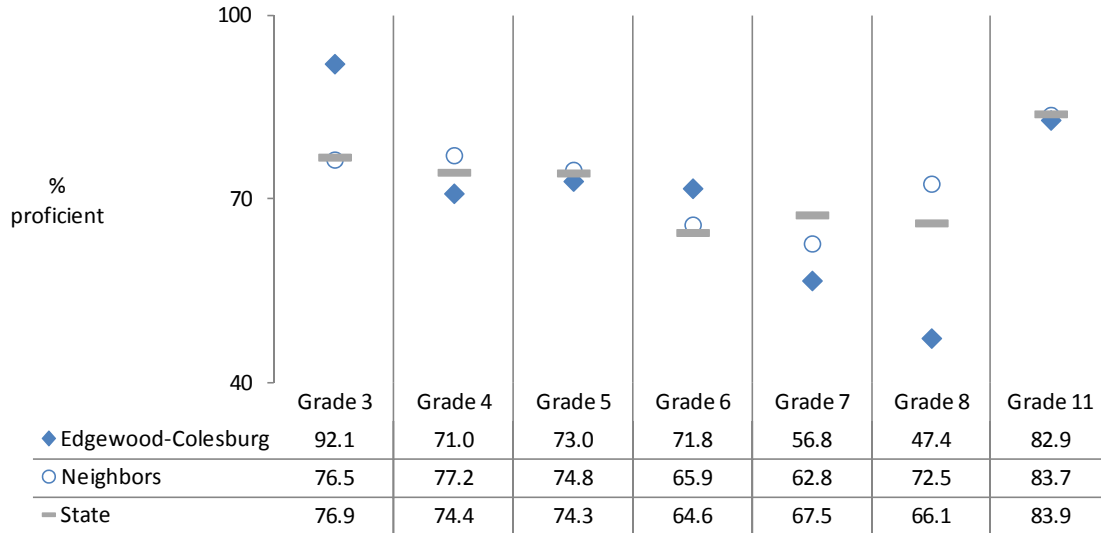 100
%
proficient
70
40
Grade 3 Grade 4 Grade 5 Grade 6 Grade 7 Grade 8 Grade 11
Edgewood-Colesburg 92.1 71.0 73.0 71.8 56.8 47.4 82.9
Neighbors 76.5 77.2 74.8 65.9 62.8 72.5 83.7
State 76.9 74.4 74.3 64.6 67.5 66.1 83.9